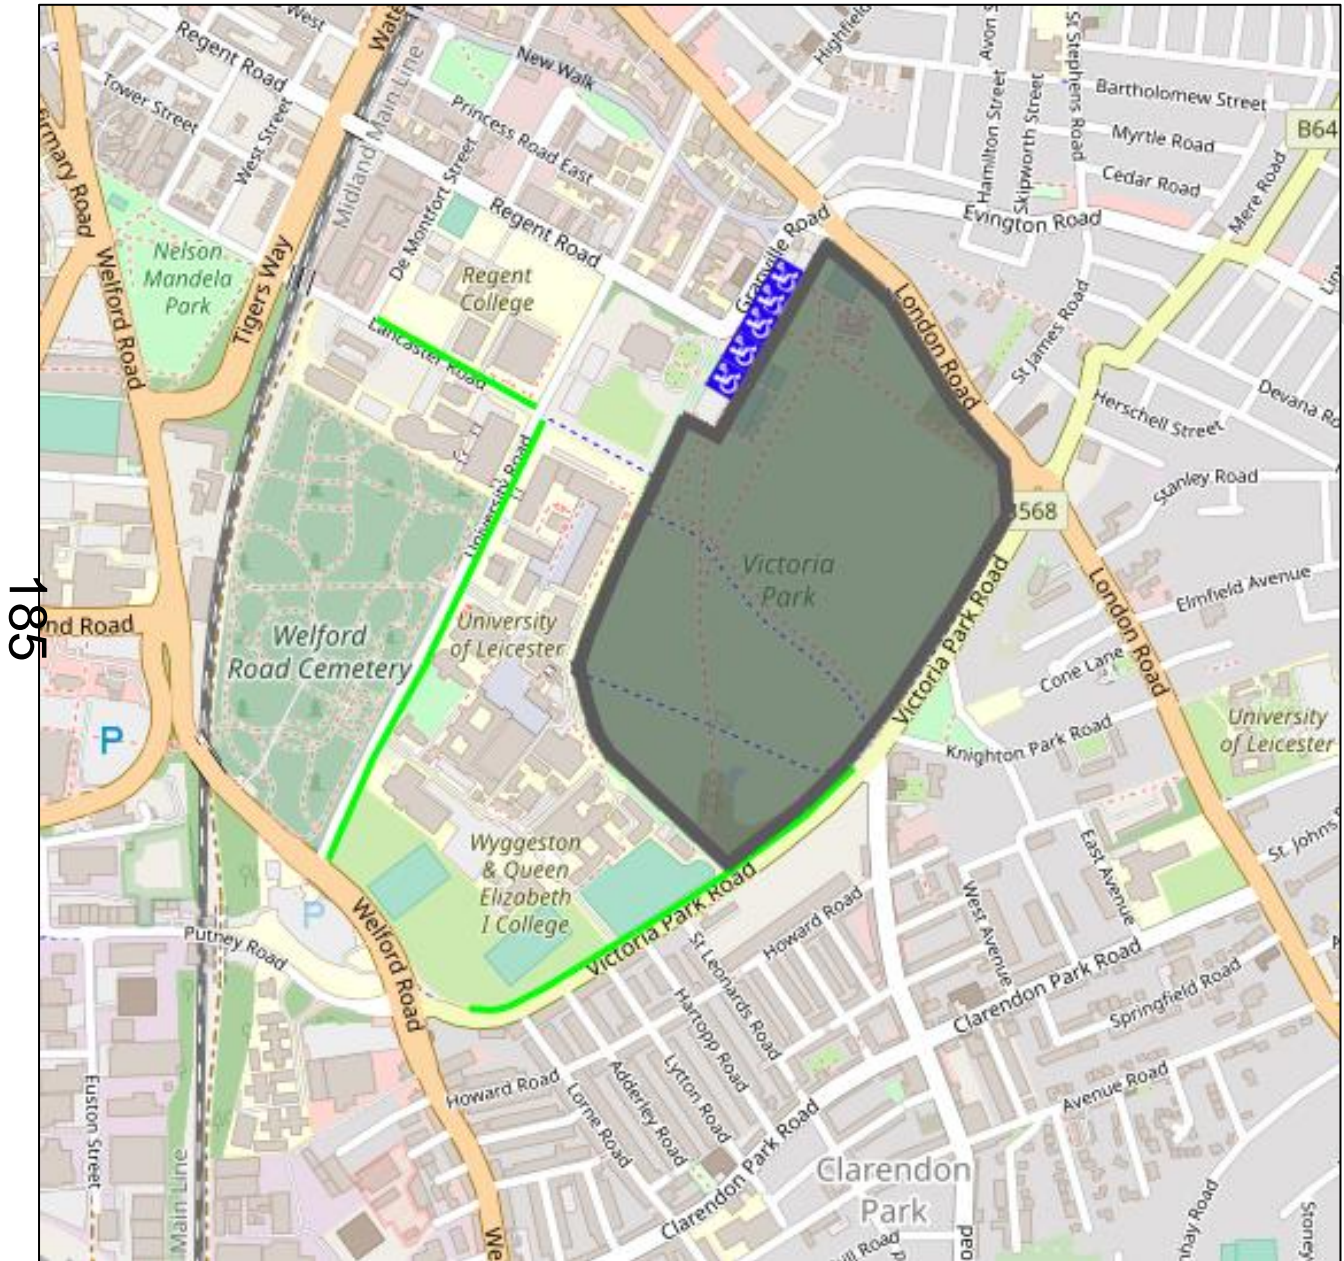 West
Regent Road
Tower Street
West Street
Midland Main Line
New Walk
Princess Road East
De Montfort Street
Regent Road
Highfield
Avon S
St Stephens Road
Hamilton Street
Skipworth Street
Bartholomew Street
Myrtle Road
Cedar Road
Mere Road
B64
Evington Road
Granville Road
Welford Road
Nelson
Mandela
Park
Tigers Way
Regent
College
Lancaster Road
University Road
London Road
St James Road
Herschell Street
Devana Ro
Stanley Road
Elmfield Avenue
Victoria
Park
Victoria Park Road
London Road
Cone Lane
Knighton Park Road
University
of Leicester
185
nd Road
P
Welford
Road Cemetery
University
of Leicester
Wyggeston
& Queen
Elizabeth
I College
P
Putney Road
Welford Road
Victoria Park Road
St Leonards Road
Howard Road
Hartopp Road
Lytton Road
Adderley Road
Lorne Road
Howard Road
Clarendon Park Road
West Avenue
East Avenue
St. Johns
Clarendon Park Road
Springfield Road
Avenue Road
Clarendon
Park
Euston Street
Main Line
We
oad
Stoney